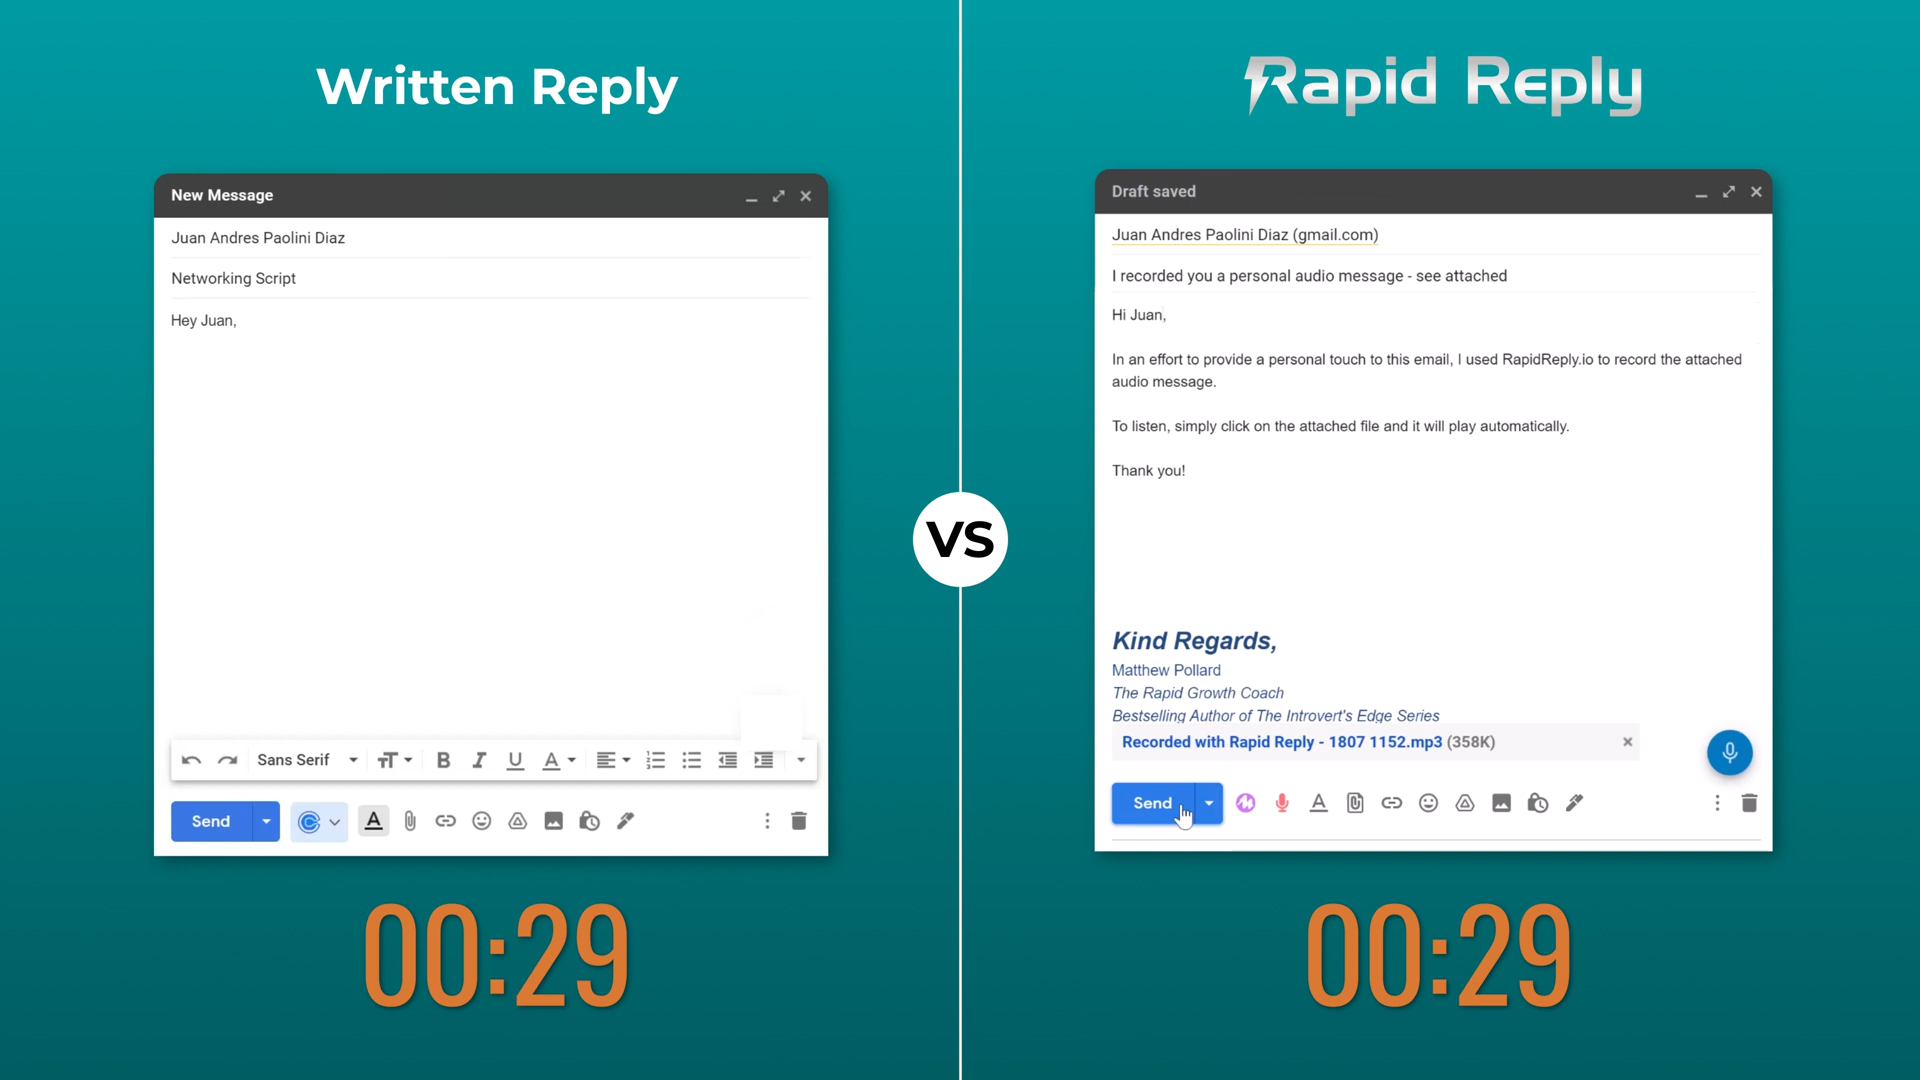 Written Reply
New Message
Juan Andres Paolini Diaz
Networking Script
Hey Juan,
Sans Serif
Send
00:29
VS
Rapid Reply
Draft saved
Juan Andres Paolini Diaz (gmail.com)
I recorded you a personal audio message - see attached
Hi Juan,
In an effort to provide a personal touch to this email, I used RapidReply.io to record the attached
audio message.
To listen, simply click on the attached file and it will play automatically.
Thank you!
Kind Regards,
Matthew Pollard
The Rapid Growth Coach
Bestselling Author of The Introvert's Edge Series
Recorded with Rapid Reply - 1807 1152.mp3 (358K)
Send
00:29